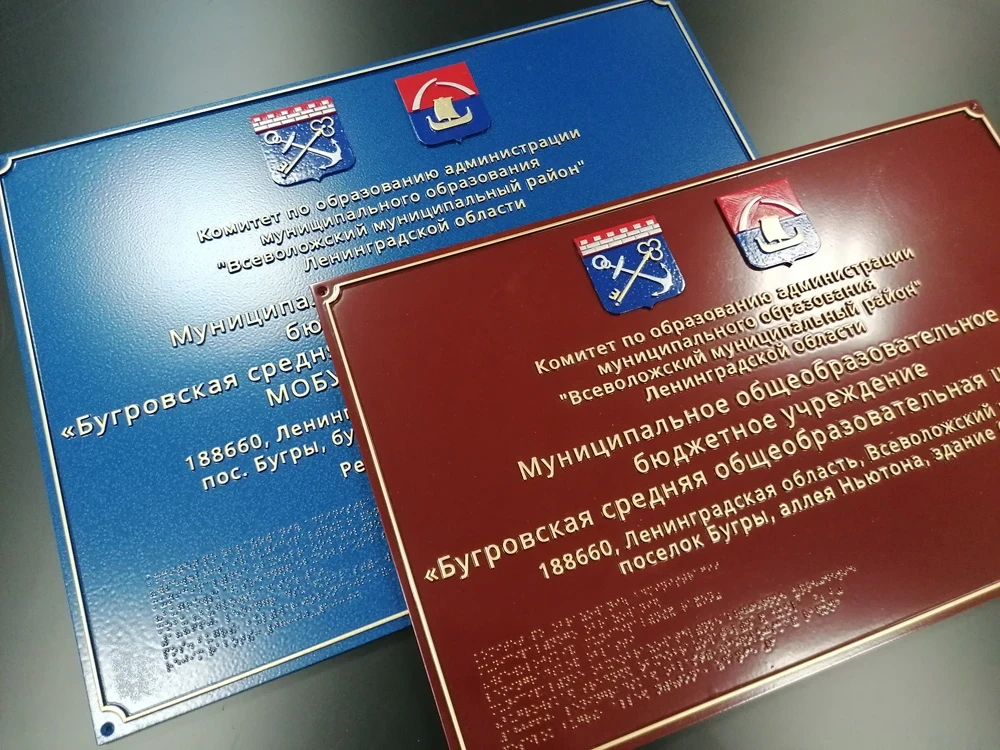 Комитет по образованию администрации
муниципального образования
"Всеволожский муниципальный район"
Ленинградской области
бю
«Бугровская средн
МОБУ
188660, Ленинг
пос. Бугры, бу
Ре
Комитет по образованию администрации
муниципального образования
"Всеволожский муниципальный район"
Ленинградской области
Муниципальное общеобразовательное
бюджетное учреждение
«Бугровская средняя общеобразовательная ш
188660, Ленинградская область, Всеволожский
поселок Бугры, аллея Ньютона, здание